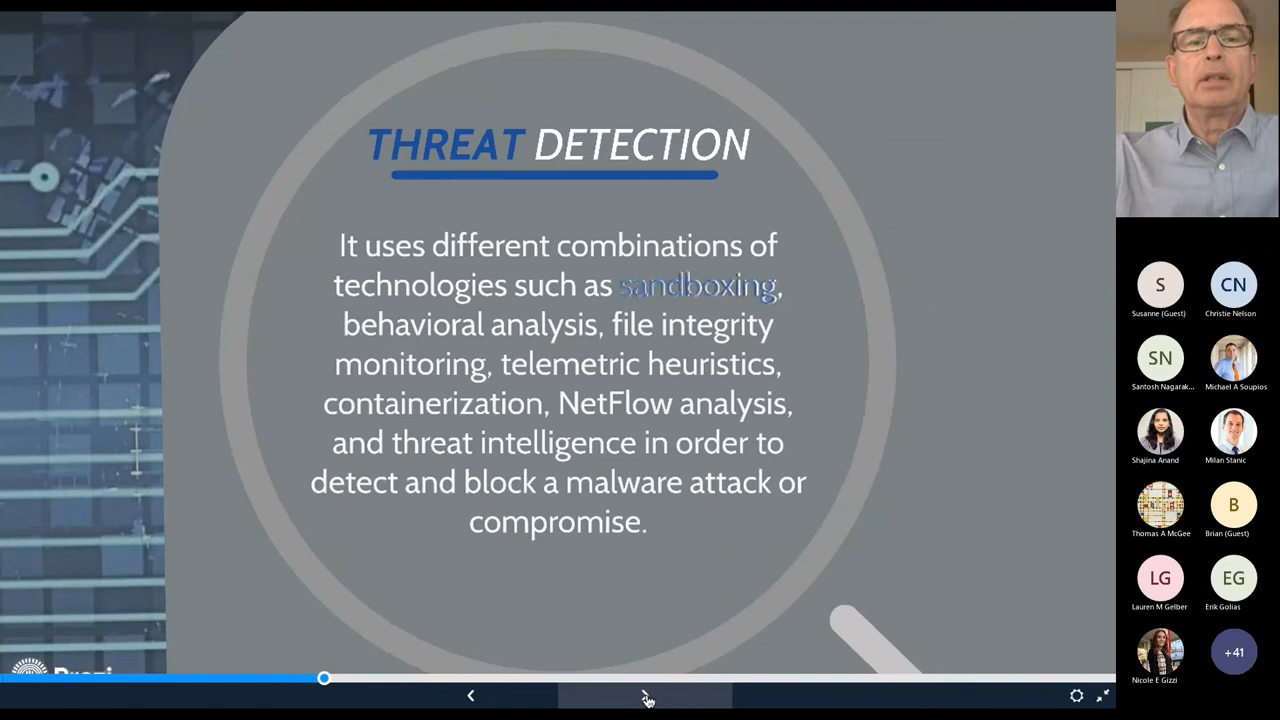 THREAT DETECTION
It uses different combinations of
technologies such as sandboxing,
behavioral analysis, file integrity
monitoring, telemetric heuristics,
containerization, NetFlow analysis,
and threat intelligence in order to
detect and block a malware attack or
compromise.
Prezi
S
Susanne (Guest)
CN
Christie Nelson
SN
Santosh Nagarak...
Michael A Soupios
Shajina Anand
Milan Stanic
Thomas A McGee
B
Brian (Guest)
LG
Lauren M Gelber
EG
Erik Golias
Nicole E Gizzi
+41